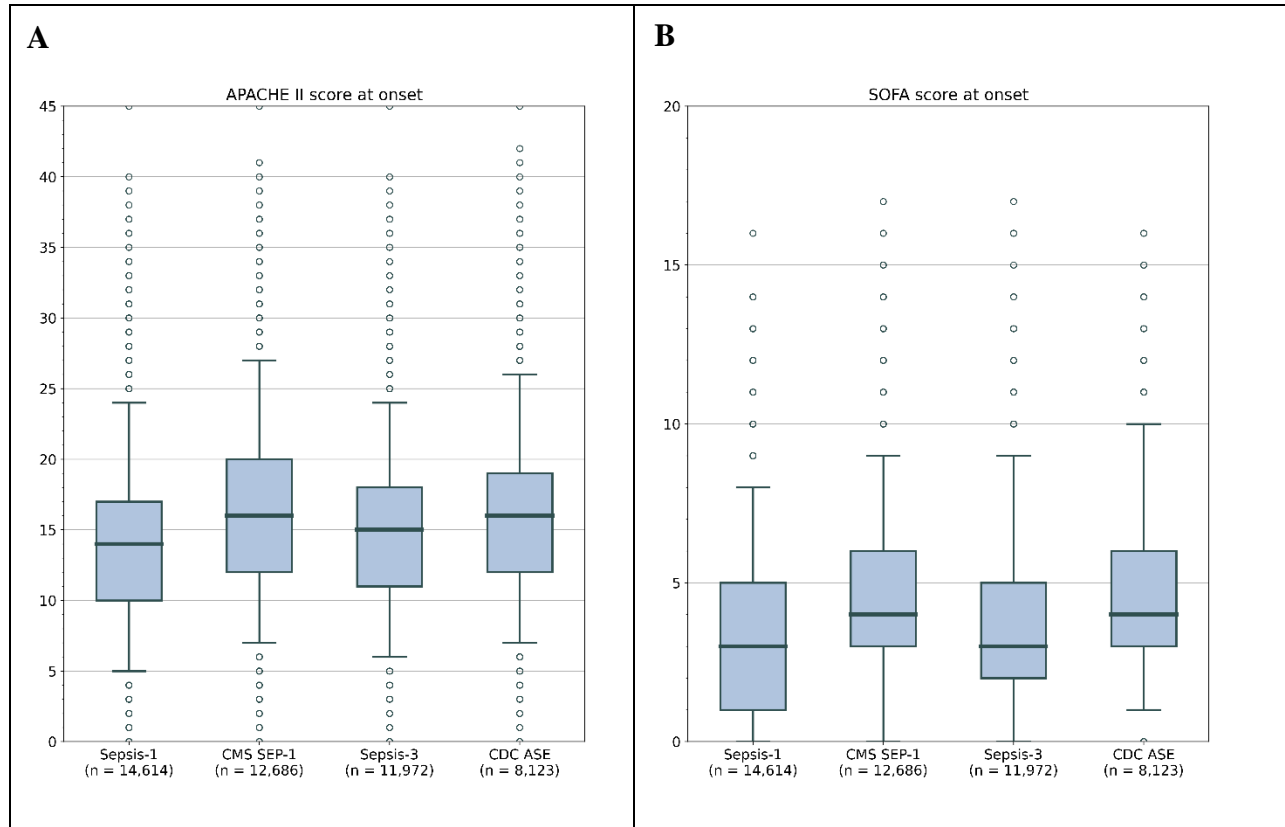 A
APACHE II score at onset
45
40
35
30
25
20
15
10
5
0
Sepsis-1 CMS SEP-1 Sepsis-3 CDC ASE
(n = 14,614) (n = 12,686) (n = 11,972) (n = 8,123)
B
SOFA score at onset
20
15
10
5
0
Sepsis-1 CMS SEP-1 Sepsis-3 CDC ASE
(n = 14,614) (n = 12,686) (n = 11,972) (n = 8,123)